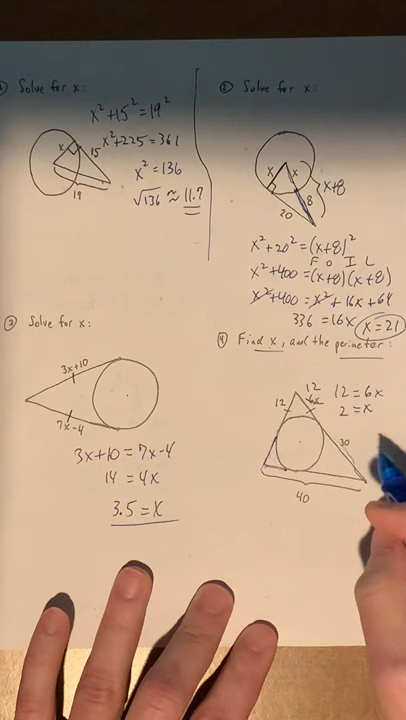 Solve for x:
x² + 15² = 19²
x² + 225 = 361
x² = 136
√136 ≈ 11.7
x
15
19
② Solve for x:
x
x
8
x+8
20
x² + 20² = (x+8)²
F O I L
x² + 400 = (x+8)(x+8)
x² + 400 = x² + 16x + 64
336 = 16x
x = 21
③ Solve for x:
3x+10
7x-4
3x+10 = 7x-4
14 = 4x
3.5 = x
④ Find x, and the perimeter:
12
12
6x
30
40
12 = 6x
2 = x